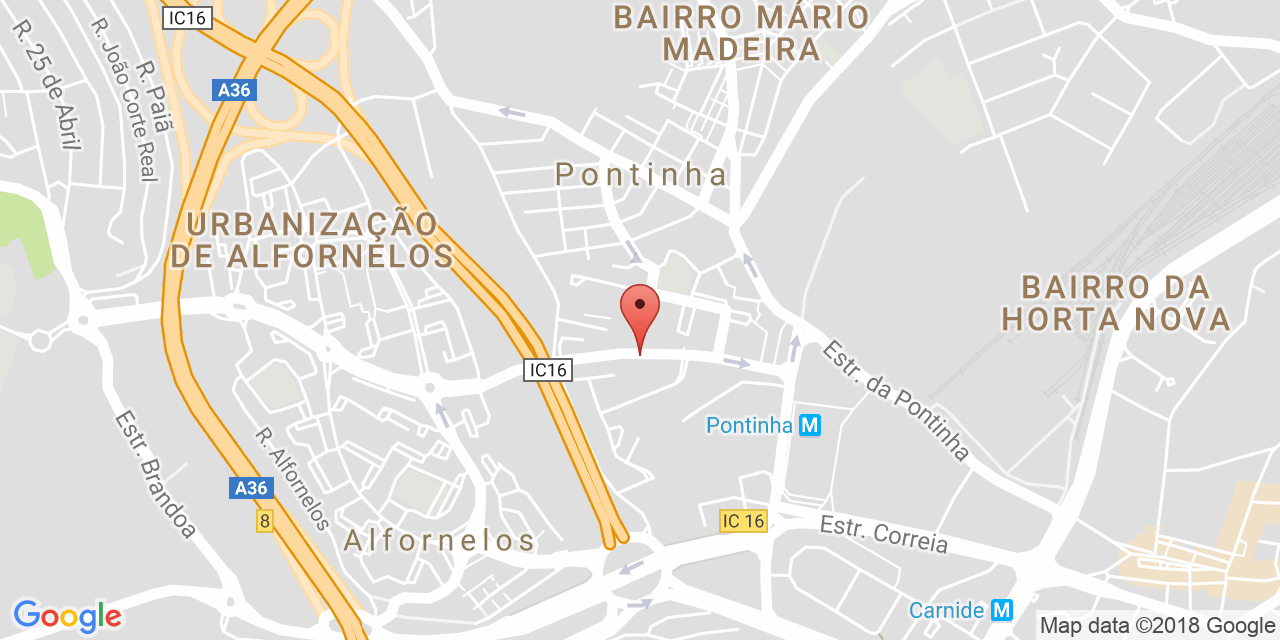 IC16
BAIRRO MÁRIO
MADEIRA
R. 25 de Abril
R. João Corte Real
R. Paiã
A36
Pontinha
URBANIZAÇÃO
DE ALFORNELOS
BAIRRO DA
HORTA NOVA
IC16
Estr. da Pontinha
Pontinha M
Estr. Brandoa
R. Alfornelos
A36
8
Alfornelos
IC 16
Estr. Correia
Carnide M
Google
Map data ©2018 Google